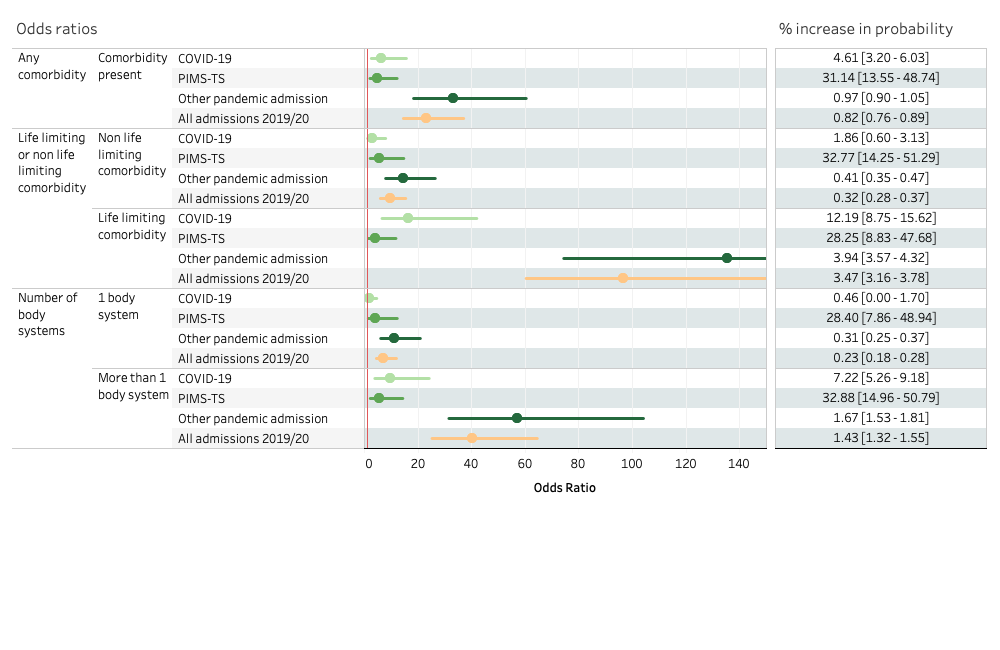 Odds ratios
% increase in probability
Any
comorbidity
Comorbidity
present
COVID-19
4.61 [3.20 - 6.03]
PIMS-TS
31.14 [13.55 - 48.74]
Other pandemic admission
0.97 [0.90 - 1.05]
All admissions 2019/20
0.82 [0.76 - 0.89]
Life limiting
or non life
limiting
comorbidity
Non life
limiting
comorbidity
COVID-19
1.86 [0.60 - 3.13]
PIMS-TS
32.77 [14.25 - 51.29]
Other pandemic admission
0.41 [0.35 - 0.47]
All admissions 2019/20
0.32 [0.28 - 0.37]
Life limiting
comorbidity
COVID-19
12.19 [8.75 - 15.62]
PIMS-TS
28.25 [8.83 - 47.68]
Other pandemic admission
3.94 [3.57 - 4.32]
All admissions 2019/20
3.47 [3.16 - 3.78]
Number of
body
systems
1 body
system
COVID-19
0.46 [0.00 - 1.70]
PIMS-TS
28.40 [7.86 - 48.94]
Other pandemic admission
0.31 [0.25 - 0.37]
All admissions 2019/20
0.23 [0.18 - 0.28]
More than 1
body system
COVID-19
7.22 [5.26 - 9.18]
PIMS-TS
32.88 [14.96 - 50.79]
Other pandemic admission
1.67 [1.53 - 1.81]
All admissions 2019/20
1.43 [1.32 - 1.55]
0 20 40 60 80 100 120 140
Odds Ratio